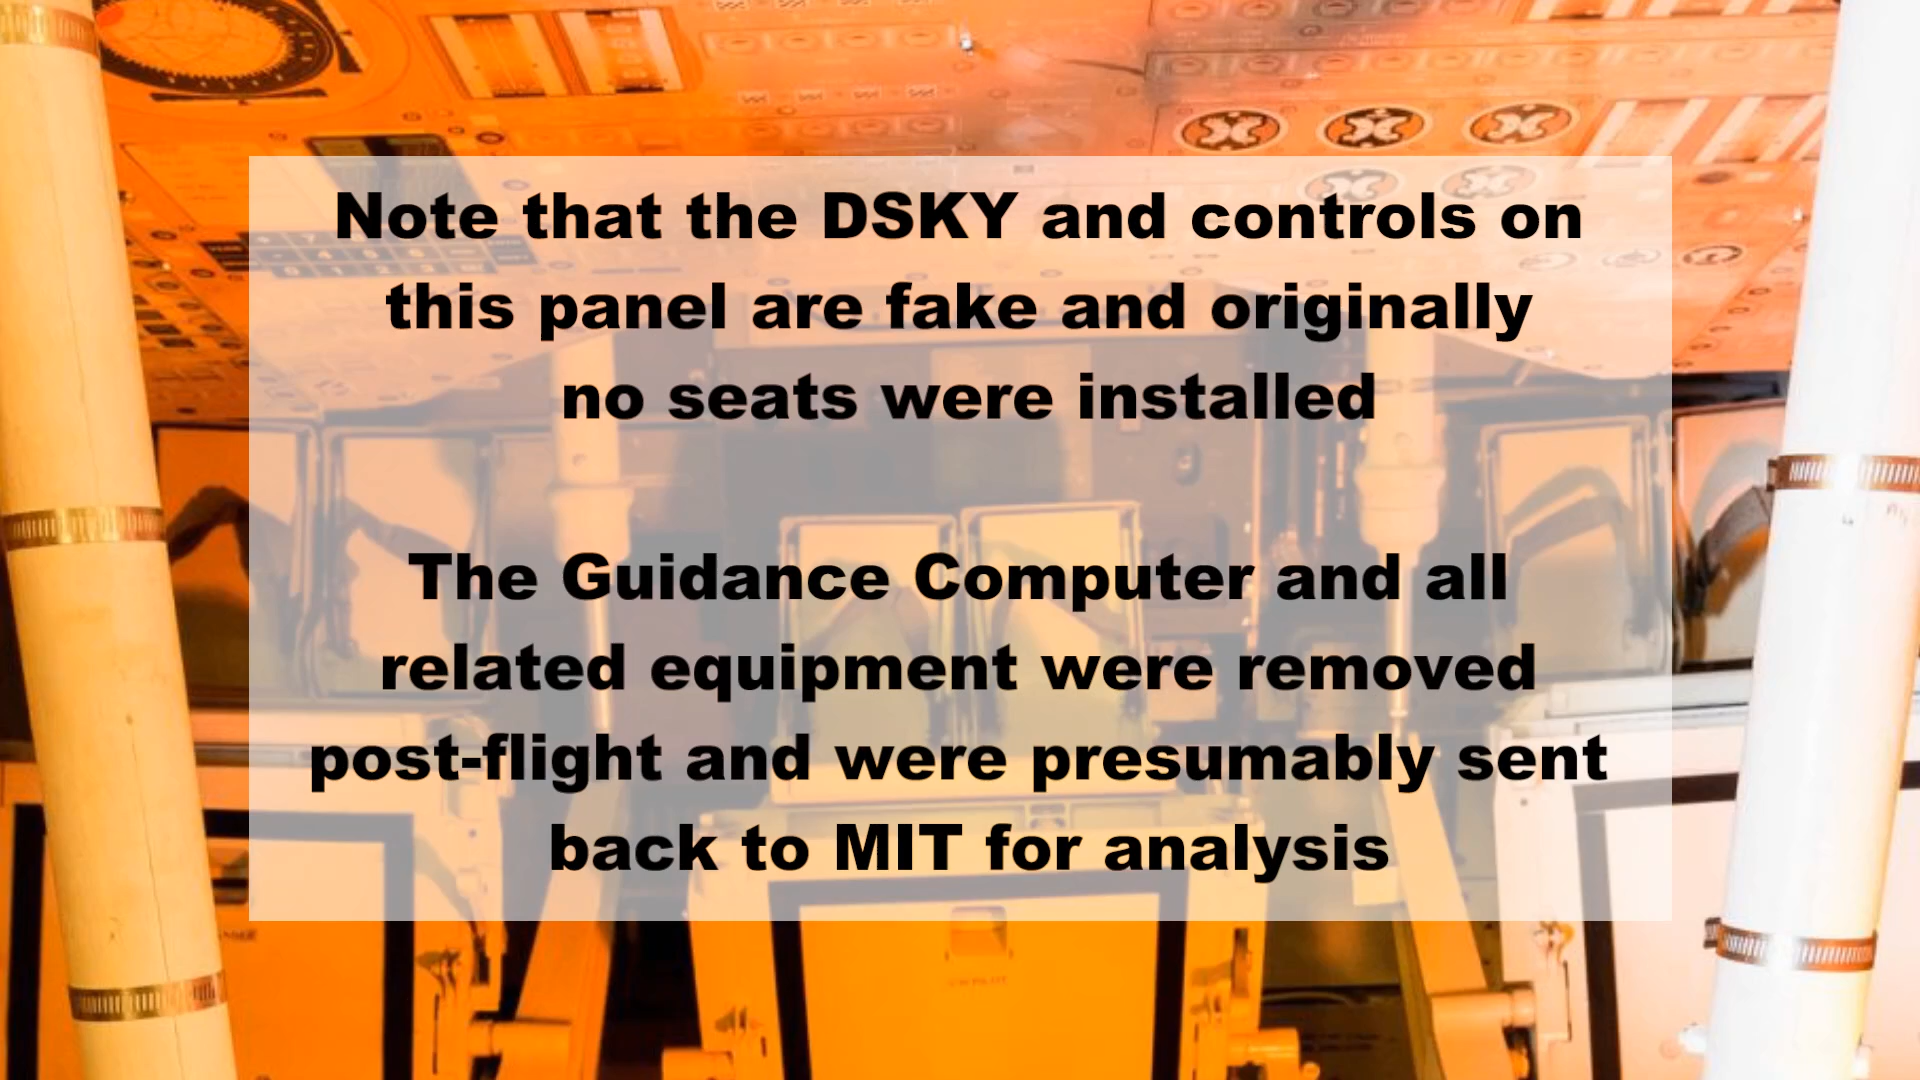 Note that the DSKY and controls on
this panel are fake and originally
no seats were installed
The Guidance Computer and all
related equipment were removed
post-flight and were presumably sent
back to MIT for analysis